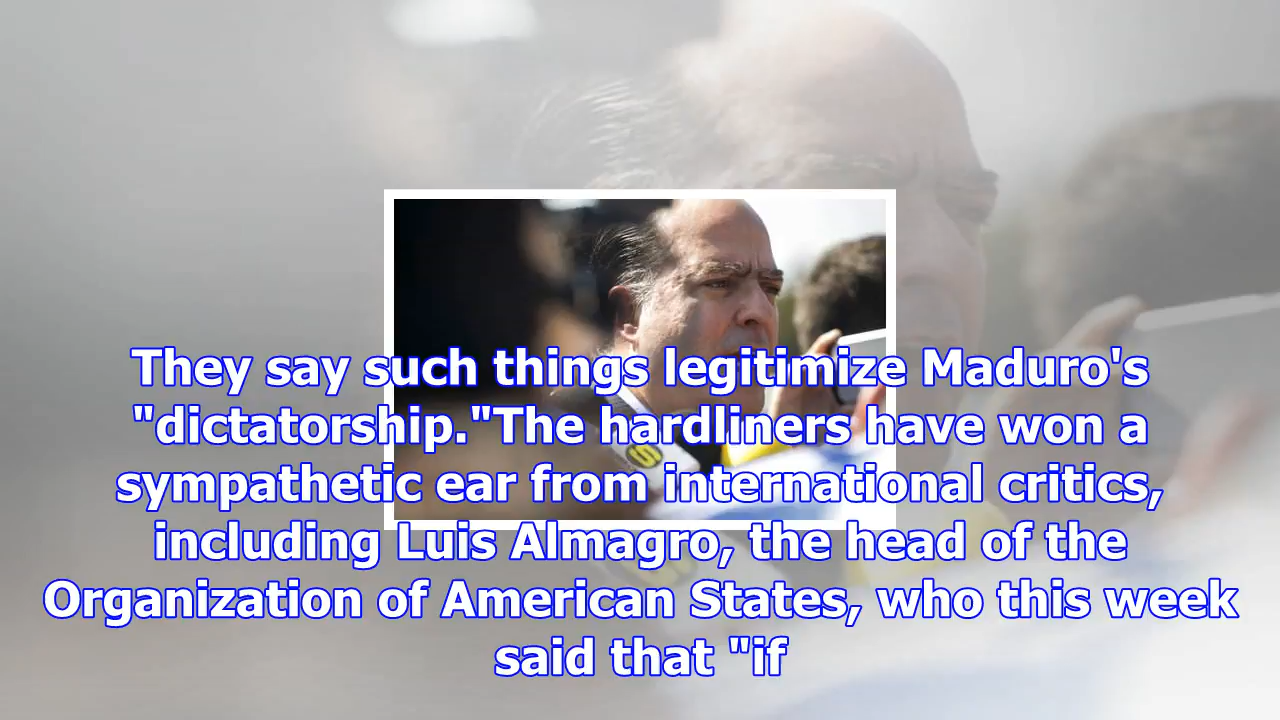 They say such things legitimize Maduro's
"dictatorship."The hardliners have won a
sympathetic ear from international critics,
including Luis Almagro, the head of the
Organization of American States, who this week
said that "if